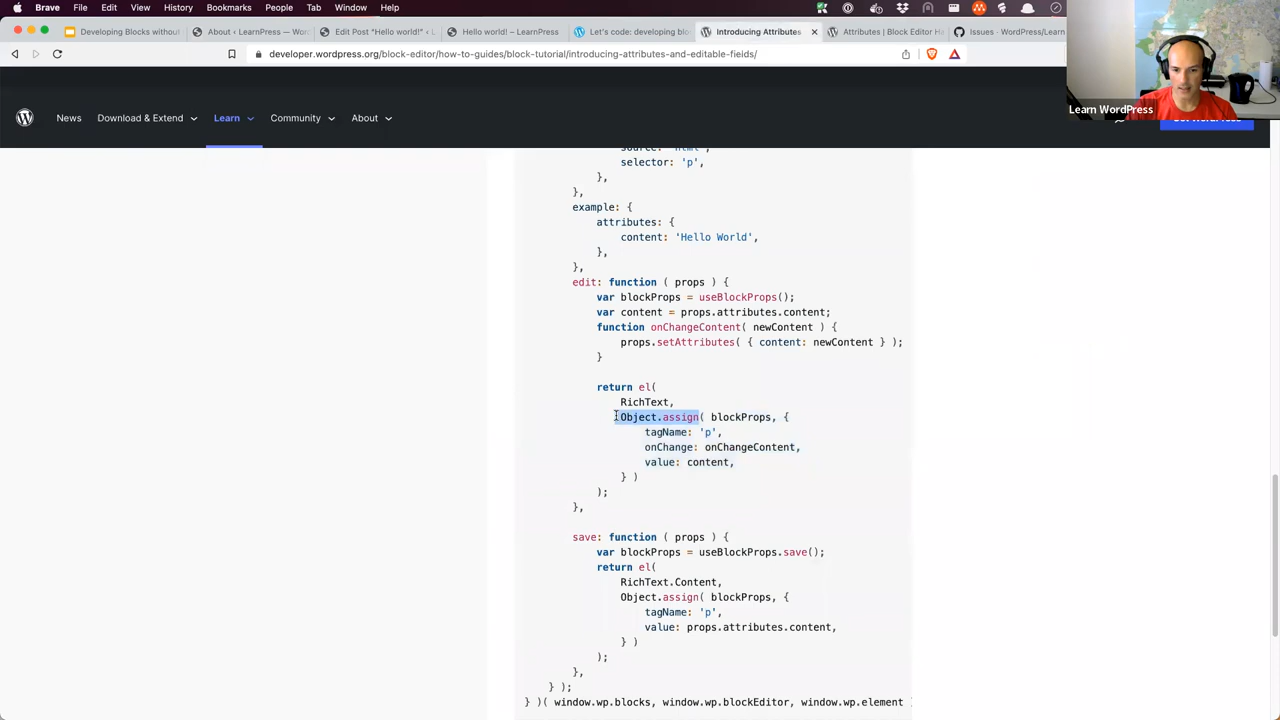 Brave File Edit View History Bookmarks People Tab Window Help
Developing Blocks without
About ‹ LearnPress — Wor
Edit Post "Hello world!" ‹ L
Hello world! – LearnPress
Let's code: developing blo
Introducing Attributes
Attributes | Block Editor Ha
Issues · WordPress/Learn
developer.wordpress.org/block-editor/how-to-guides/block-tutorial/introducing-attributes-and-editable-fields/
Learn WordPress
News Download & Extend Learn Community About
source: 'html',
selector: 'p',
},
},
example: {
attributes: {
content: 'Hello World',
},
},
edit: function ( props ) {
var blockProps = useBlockProps();
var content = props.attributes.content;
function onChangeContent( newContent ) {
props.setAttributes( { content: newContent } );
}
return el(
RichText,
Object.assign( blockProps, {
tagName: 'p',
onChange: onChangeContent,
value: content,
} )
);
},
save: function ( props ) {
var blockProps = useBlockProps.save();
return el(
RichText.Content,
Object.assign( blockProps, {
tagName: 'p',
value: props.attributes.content,
} )
);
},
} );
} )( window.wp.blocks, window.wp.blockEditor, window.wp.element